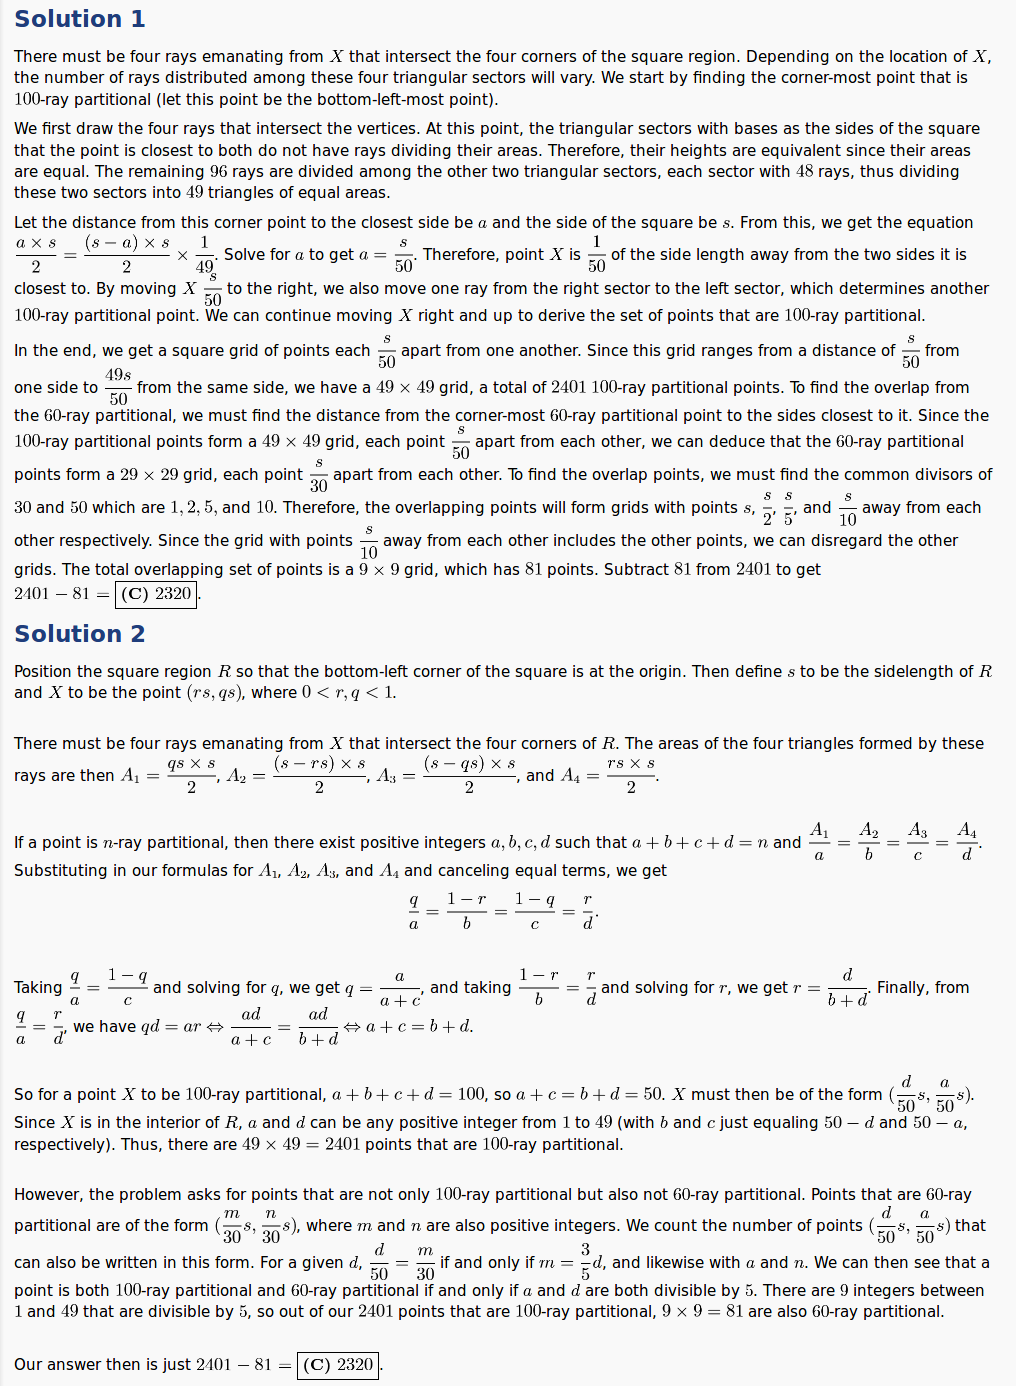 Solution 1
There must be four rays emanating from X that intersect the four corners of the square region. Depending on the location of X,
the number of rays distributed among these four triangular sectors will vary. We start by finding the corner-most point that is
100-ray partitional (let this point be the bottom-left-most point).
We first draw the four rays that intersect the vertices. At this point, the triangular sectors with bases as the sides of the square
that the point is closest to both do not have rays dividing their areas. Therefore, their heights are equivalent since their areas
are equal. The remaining 96 rays are divided among the other two triangular sectors, each sector with 48 rays, thus dividing
these two sectors into 49 triangles of equal areas.
Let the distance from this corner point to the closest side be a and the side of the square be s. From this, we get the equation
\frac{a × s}{2} = \frac{(s − a) × s}{2} × \frac{1}{49}. Solve for a to get a = \frac{s}{50}. Therefore, point X is \frac{1}{50} of the side length away from the two sides it is
closest to. By moving X \frac{s}{50} to the right, we also move one ray from the right sector to the left sector, which determines another
100-ray partitional point. We can continue moving X right and up to derive the set of points that are 100-ray partitional.
In the end, we get a square grid of points each \frac{s}{50} apart from one another. Since this grid ranges from a distance of \frac{s}{50} from
one side to \frac{49s}{50} from the same side, we have a 49 × 49 grid, a total of 2401 100-ray partitional points. To find the overlap from
the 60-ray partitional, we must find the distance from the corner-most 60-ray partitional point to the sides closest to it. Since the
100-ray partitional points form a 49 × 49 grid, each point \frac{s}{50} apart from each other, we can deduce that the 60-ray partitional
points form a 29 × 29 grid, each point \frac{s}{30} apart from each other. To find the overlap points, we must find the common divisors of
30 and 50 which are 1, 2, 5, and 10. Therefore, the overlapping points will form grids with points s, \frac{s}{2}, \frac{s}{5}, and \frac{s}{10} away from each
other respectively. Since the grid with points \frac{s}{10} away from each other includes the other points, we can disregard the other
grids. The total overlapping set of points is a 9 × 9 grid, which has 81 points. Subtract 81 from 2401 to get
2401 − 81 = (C) 2320.
Solution 2
Position the square region R so that the bottom-left corner of the square is at the origin. Then define s to be the sidelength of R
and X to be the point (rs, qs), where 0 < r, q < 1.
There must be four rays emanating from X that intersect the four corners of R. The areas of the four triangles formed by these
rays are then A_1 = \frac{qs × s}{2}, A_2 = \frac{(s − rs) × s}{2}, A_3 = \frac{(s − qs) × s}{2}, and A_4 = \frac{rs × s}{2}.
If a point is n-ray partitional, then there exist positive integers a, b, c, d such that a + b + c + d = n and \frac{A_1}{a} = \frac{A_2}{b} = \frac{A_3}{c} = \frac{A_4}{d}.
Substituting in our formulas for A_1, A_2, A_3, and A_4 and canceling equal terms, we get
\frac{q}{a} = \frac{1 − r}{b} = \frac{1 − q}{c} = \frac{r}{d}.
Taking \frac{q}{a} = \frac{1 − q}{c} and solving for q, we get q = \frac{a}{a + c}, and taking \frac{1 − r}{b} = \frac{r}{d} and solving for r, we get r = \frac{d}{b + d}. Finally, from
\frac{q}{a} = \frac{r}{d}, we have qd = ar ⇔ \frac{ad}{a + c} = \frac{ad}{b + d} ⇔ a + c = b + d.
So for a point X to be 100-ray partitional, a + b + c + d = 100, so a + c = b + d = 50. X must then be of the form (\frac{d}{50}s, \frac{a}{50}s).
Since X is in the interior of R, a and d can be any positive integer from 1 to 49 (with b and c just equaling 50 − d and 50 − a,
respectively). Thus, there are 49 × 49 = 2401 points that are 100-ray partitional.
However, the problem asks for points that are not only 100-ray partitional but also not 60-ray partitional. Points that are 60-ray
partitional are of the form (\frac{m}{30}s, \frac{n}{30}s), where m and n are also positive integers. We count the number of points (\frac{d}{50}s, \frac{a}{50}s) that
can also be written in this form. For a given d, \frac{d}{50} = \frac{m}{30} if and only if m = \frac{3}{5}d, and likewise with a and n. We can then see that a
point is both 100-ray partitional and 60-ray partitional if and only if a and d are both divisible by 5. There are 9 integers between
1 and 49 that are divisible by 5, so out of our 2401 points that are 100-ray partitional, 9 × 9 = 81 are also 60-ray partitional.
Our answer then is just 2401 − 81 = (C) 2320.